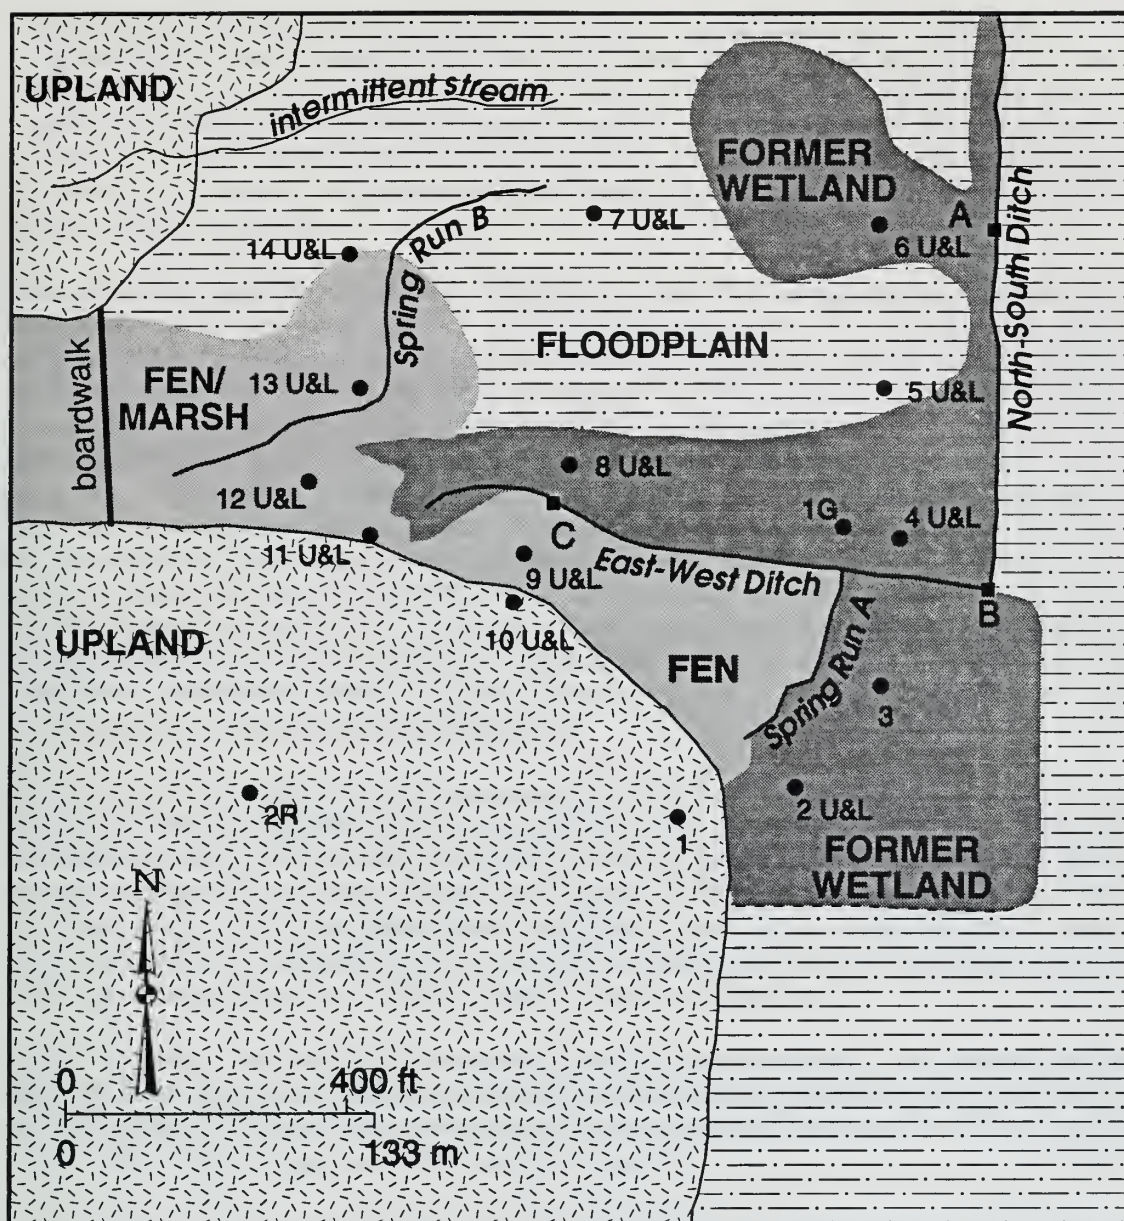 UPLAND
intermittent stream
FORMER
WETLAND
A
North-South Ditch
6 U&L
7 U&L
Spring Run B
14 U&L
FLOODPLAIN
boardwalk
FEN/
MARSH
13 U&L
5 U&L
8 U&L
12 U&L
1G
4 U&L
C
11 U&L
9 U&L
East-West Ditch
B
10 U&L
UPLAND
FEN
Spring Run A
3
2R
2 U&L
1
FORMER
WETLAND
N
0
400 ft
0
133 m